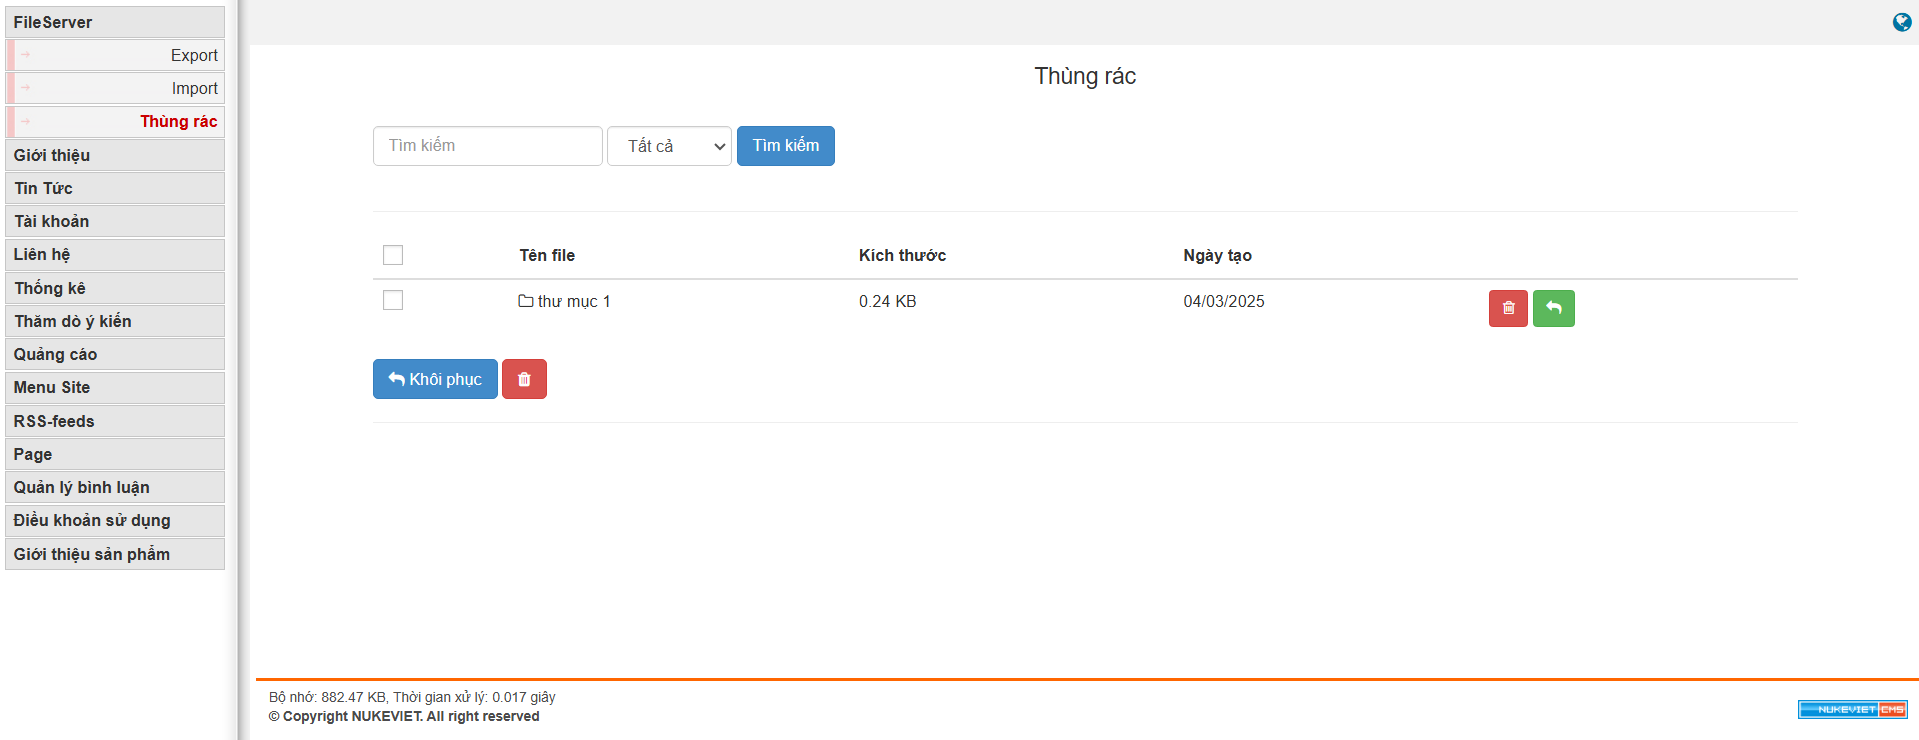 FileServer
Export
Import
Thùng rác
Giới thiệu
Tin Tức
Tài khoản
Liên hệ
Thống kê
Thăm dò ý kiến
Quảng cáo
Menu Site
RSS-feeds
Page
Quản lý bình luận
Điều khoản sử dụng
Giới thiệu sản phẩm
Thùng rác
Tìm kiếm Tất cả Tìm kiếm
Tên file Kích thước Ngày tạo
thư mục 1 0.24 KB 04/03/2025
Khôi phục
Bộ nhớ: 882.47 KB, Thời gian xử lý: 0.017 giây
© Copyright NUKEVIET. All right reserved
NUKEVIET CMS